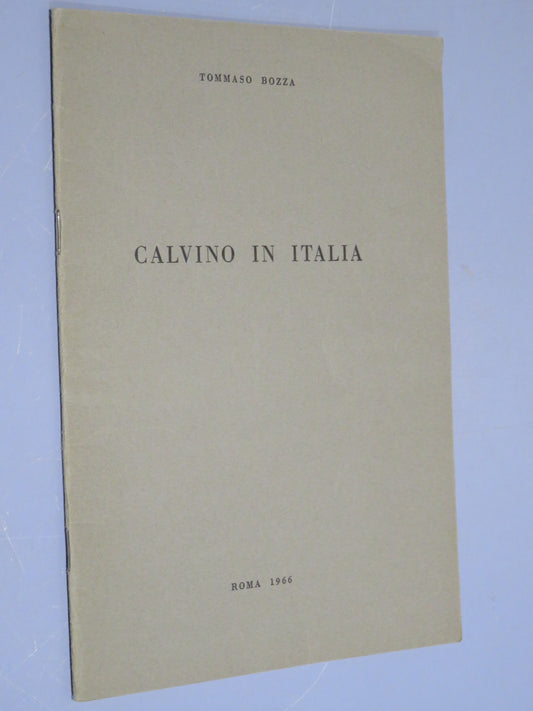 TOMMASO BOZZA
CALVINO IN ITALIA
ROMA 1966